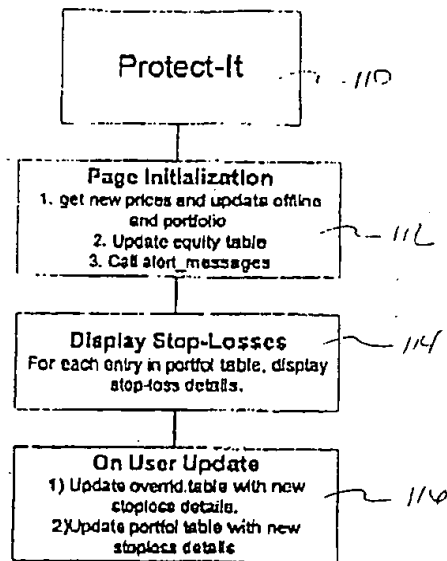 Protect-It
110
Page Initialization
1. get new prices and update offline
and portfolio
2. Update equity table
3. Call alert_messages
112
Display Stop-Losses
For each entry in portfol table, display
stop-loss details.
114
On User Update
1) Update overrid.table with new
stoploss details.
2)Update portfol table with new
stoploss details
116